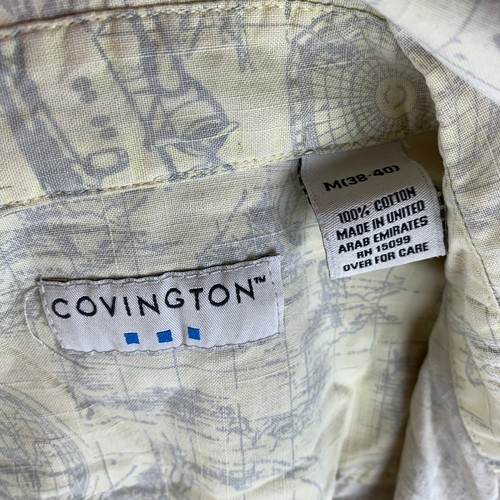 M(38-40)
100% COTTON
MADE IN UNITED
ARAB EMIRATES
RN 15099
OVER FOR CARE
COVINGTON™